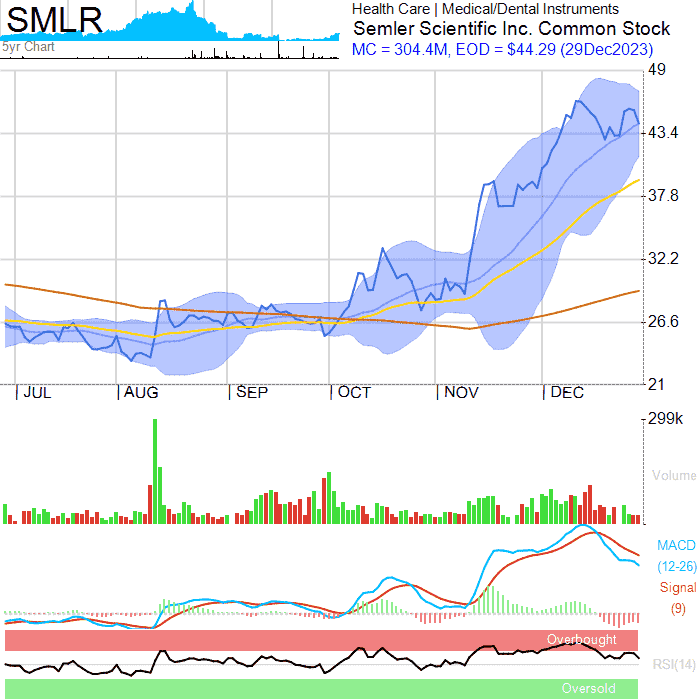 SMLR
5yr Chart
Health Care | Medical/Dental Instruments
Semler Scientific Inc. Common Stock
MC = 304.4M, EOD = $44.29 (29Dec2023)
49
43.4
37.8
32.2
26.6
21
|JUL |AUG |SEP |OCT |NOV |DEC
299k
Volume
MACD
(12-26)
Signal
(9)
Overbought
RSI(14)
Oversold